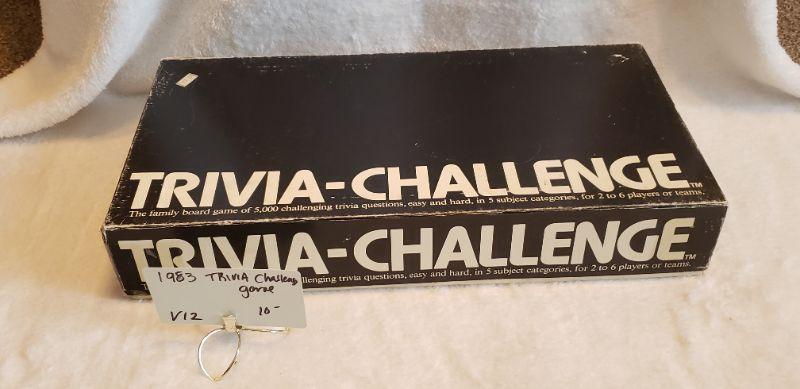 TRIVIA-CHALLENGE™
The family board game of 5,000 challenging trivia questions, easy and hard, in 5 subject categories, for 2 to 6 players or teams.
TRIVIA-CHALLENGE™
llenging trivia questions, easy and hard, in 5 subject categories, for 2 to 6 players or teams.
1983 TRIVIA Challeng
game
V12 10-